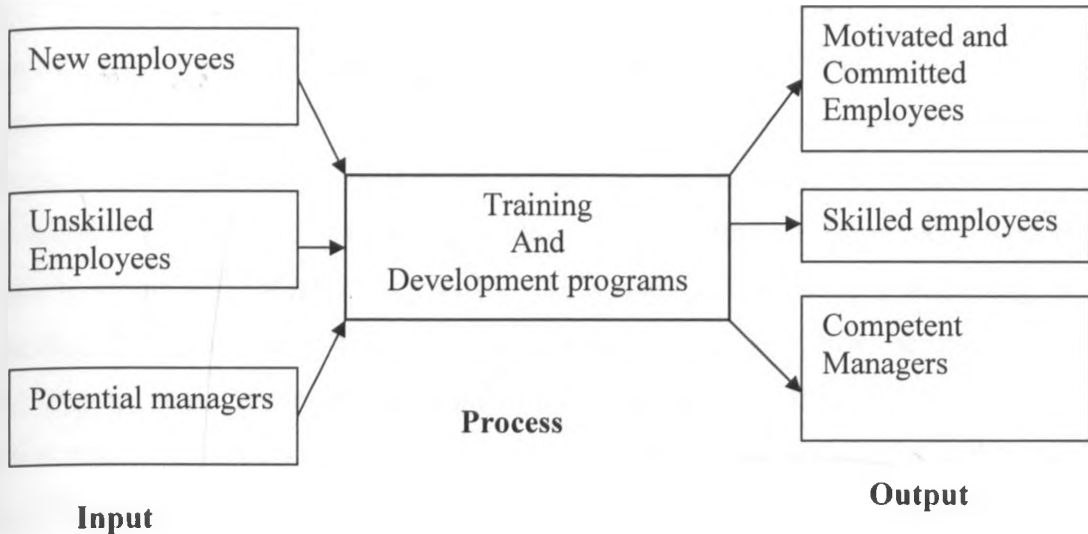 New employees
Unskilled
Employees
Potential managers
Input
Training
And
Development programs
Process
Motivated and
Committed
Employees
Skilled employees
Competent
Managers
Output